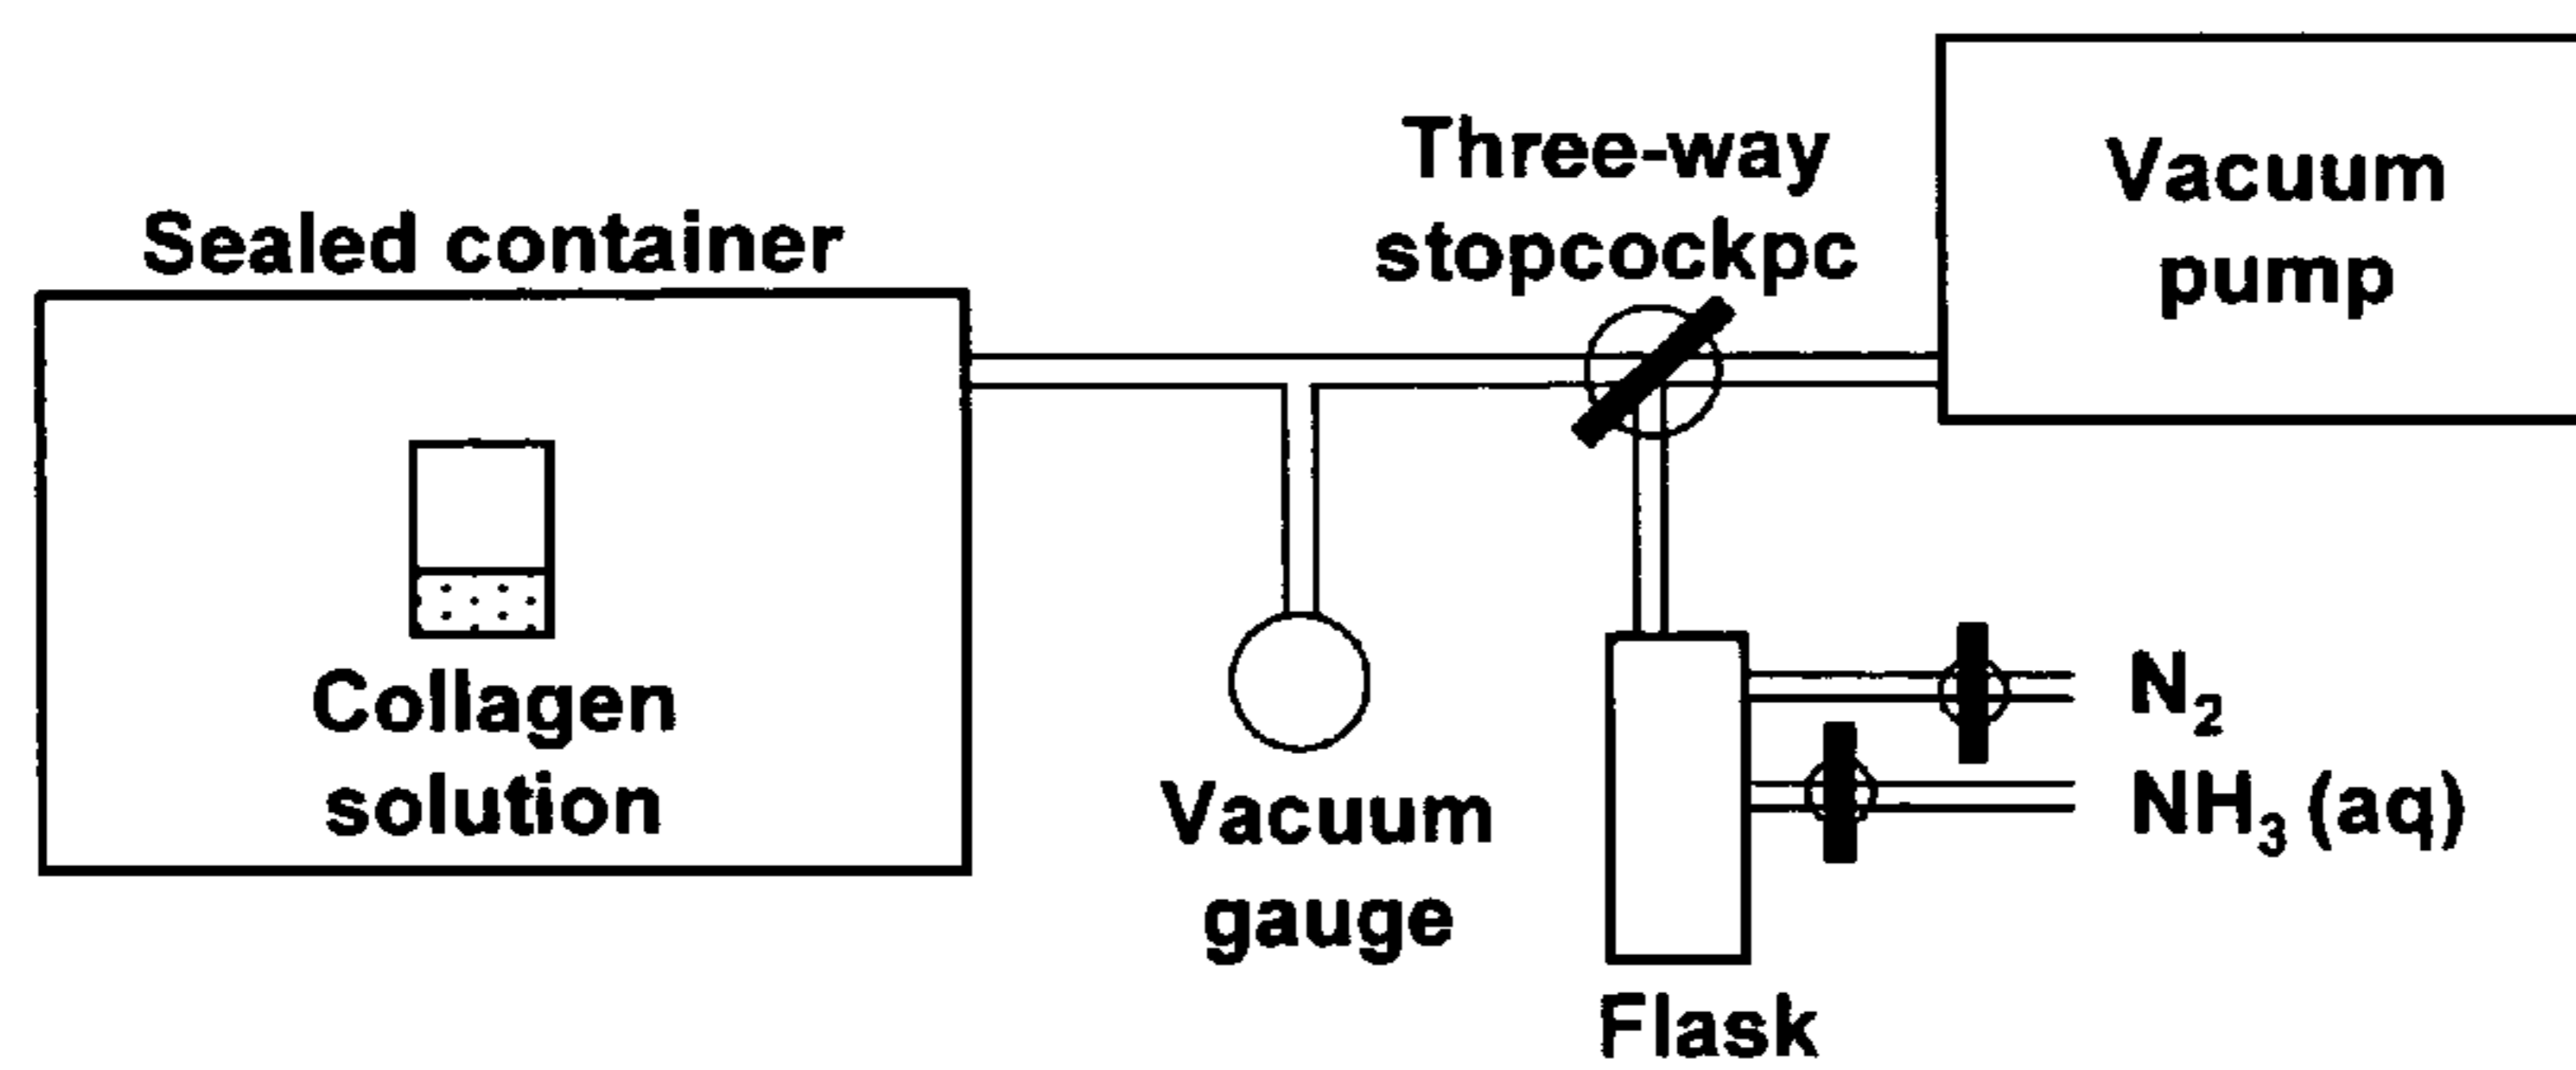 Three-way
stopcockpc
Vacuum
pump
Sealed container
Collagen
solution
Vacuum
gauge
N₂
NH₃ (aq)
Flask